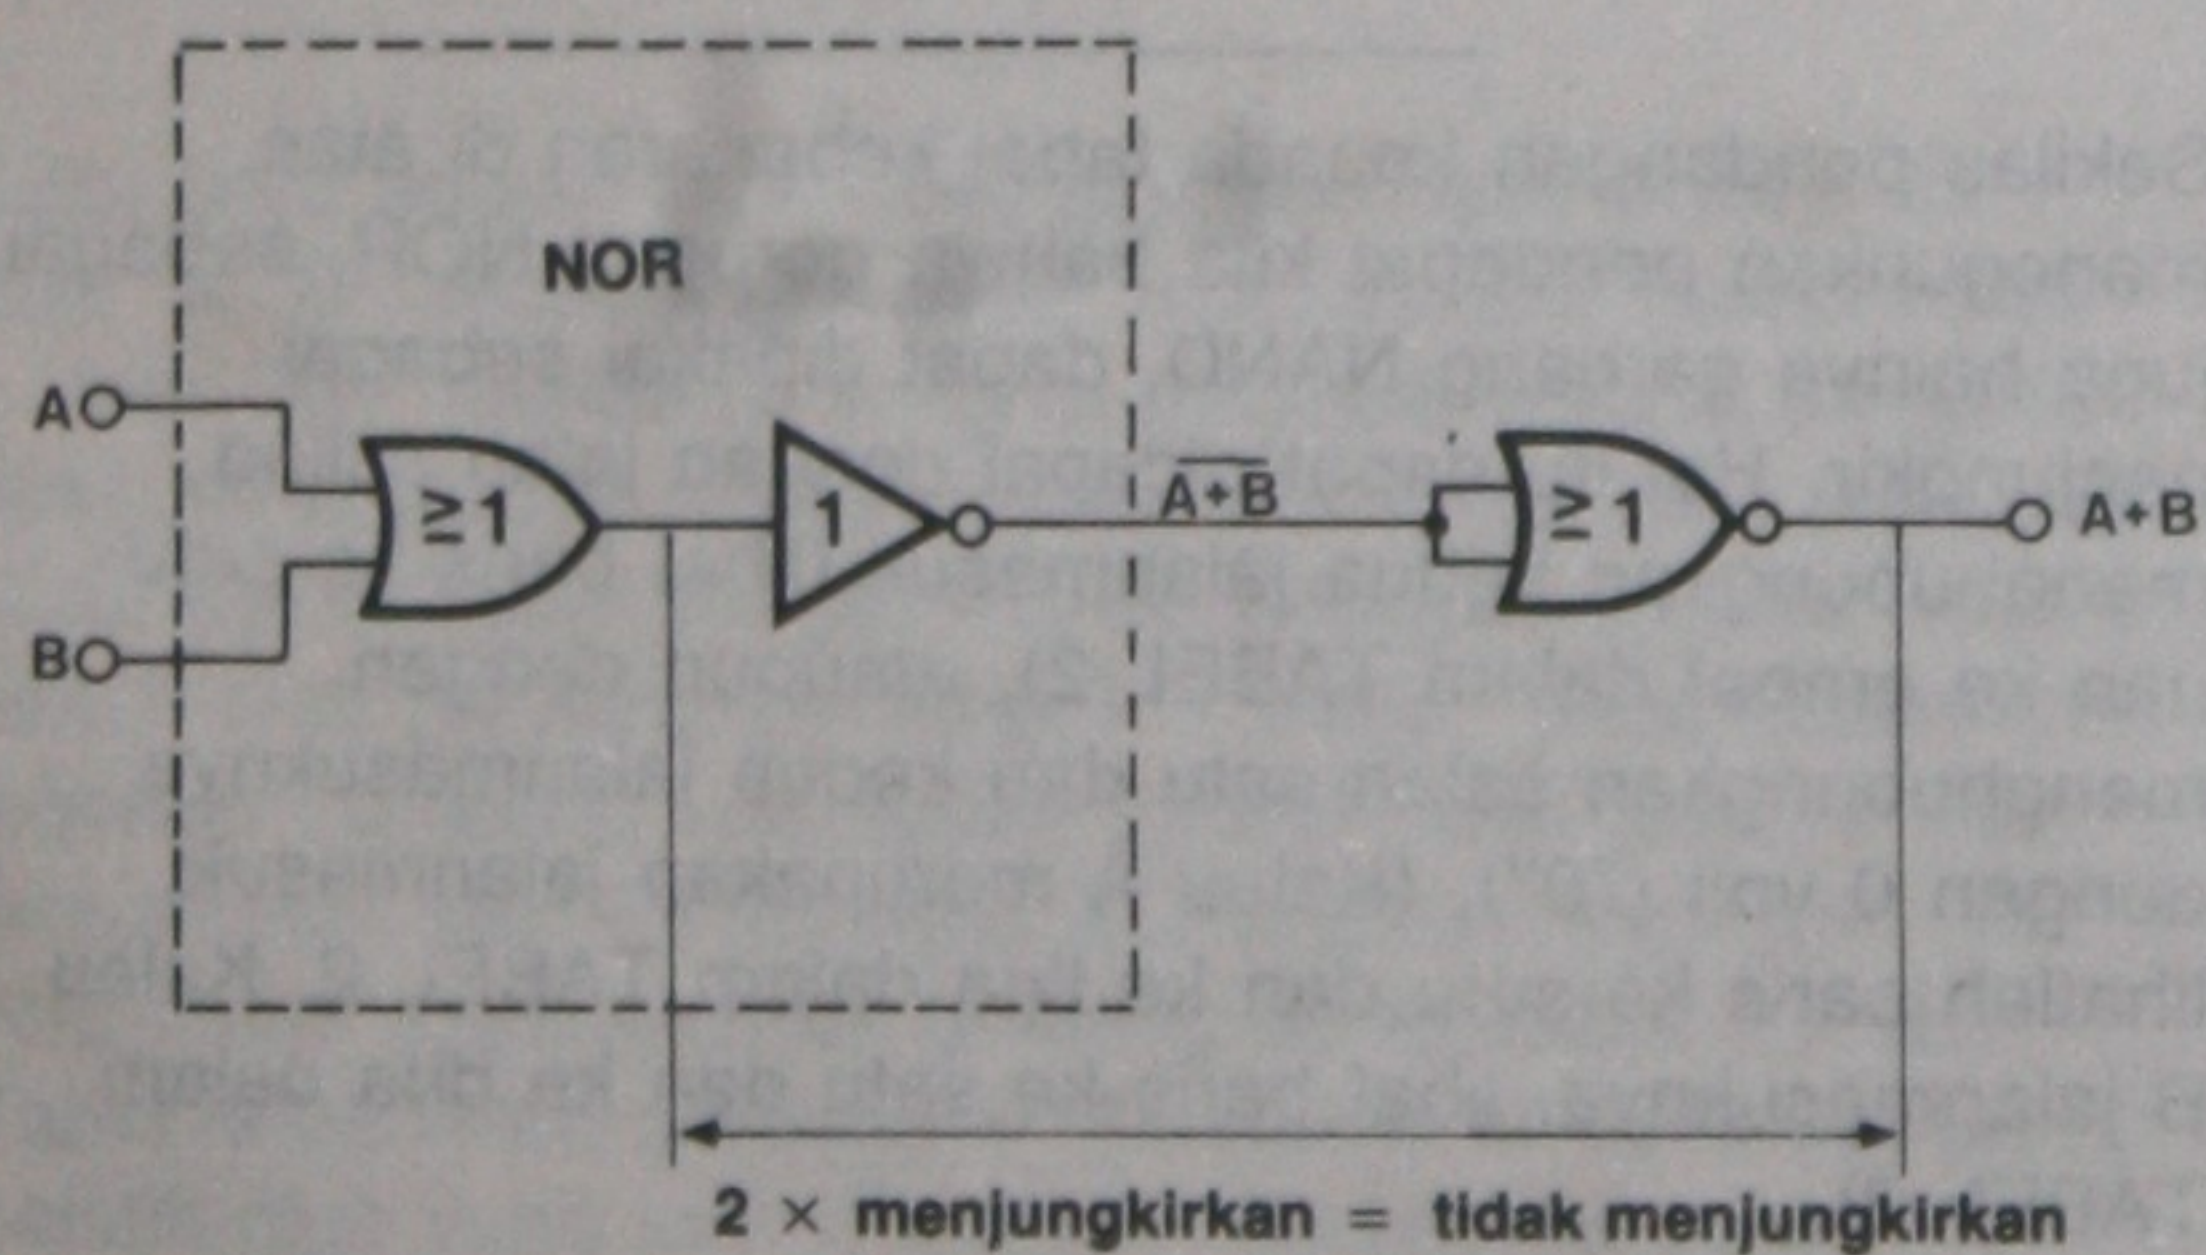 NOR
A
≥1
1
A̅+̅B̅
≥1
A+B
B
2 × menjungkirkan = tidak menjungkirkan